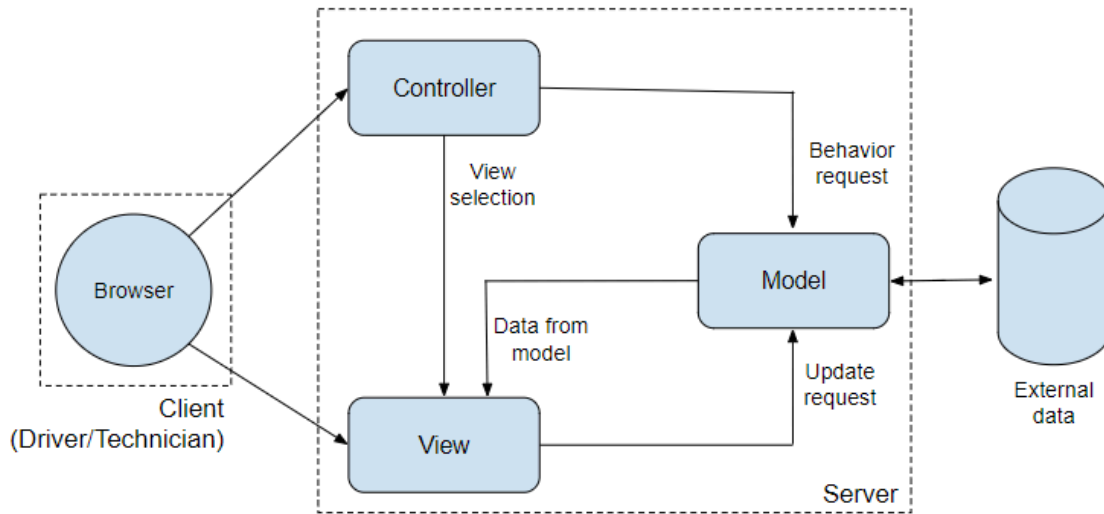 Controller
View
selection
Behavior
request
Browser
Model
Data from
model
Update
request
External
data
Client
(Driver/Technician)
View
Server